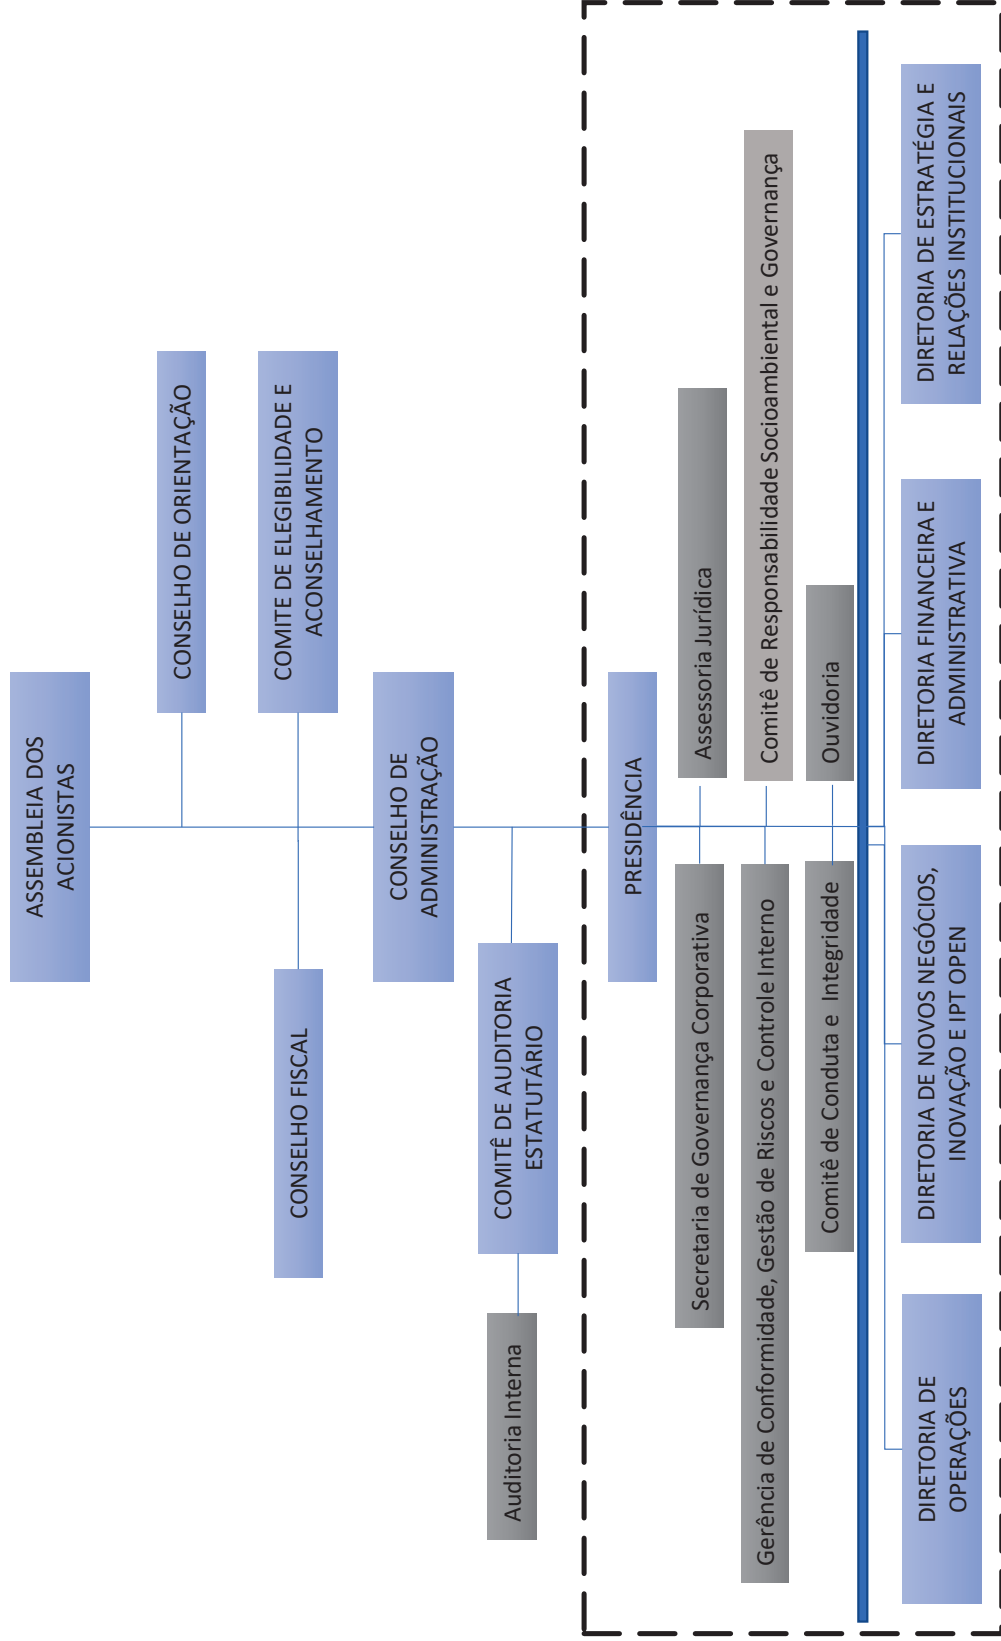 ASSEMBLEIA DOS
ACIONISTAS
CONSELHO DE ORIENTAÇÃO
CONSELHO FISCAL
COMITE DE ELEGIBILIDADE E
ACONSELHAMENTO
CONSELHO DE
ADMINISTRAÇÃO
Auditoria Interna
COMITÊ DE AUDITORIA
ESTATUTÁRIO
PRESIDÊNCIA
Secretaria de Governança Corporativa
Assessoria Jurídica
Gerência de Conformidade, Gestão de Riscos e Controle Interno
Comitê de Responsabilidade Socioambiental e Governança
Comitê de Conduta e Integridade
Ouvidoria
DIRETORIA DE
OPERAÇÕES
DIRETORIA DE NOVOS NEGÓCIOS,
INOVAÇÃO E IPT OPEN
DIRETORIA FINANCEIRA E
ADMINISTRATIVA
DIRETORIA DE ESTRATÉGIA E
RELAÇÕES INSTITUCIONAIS